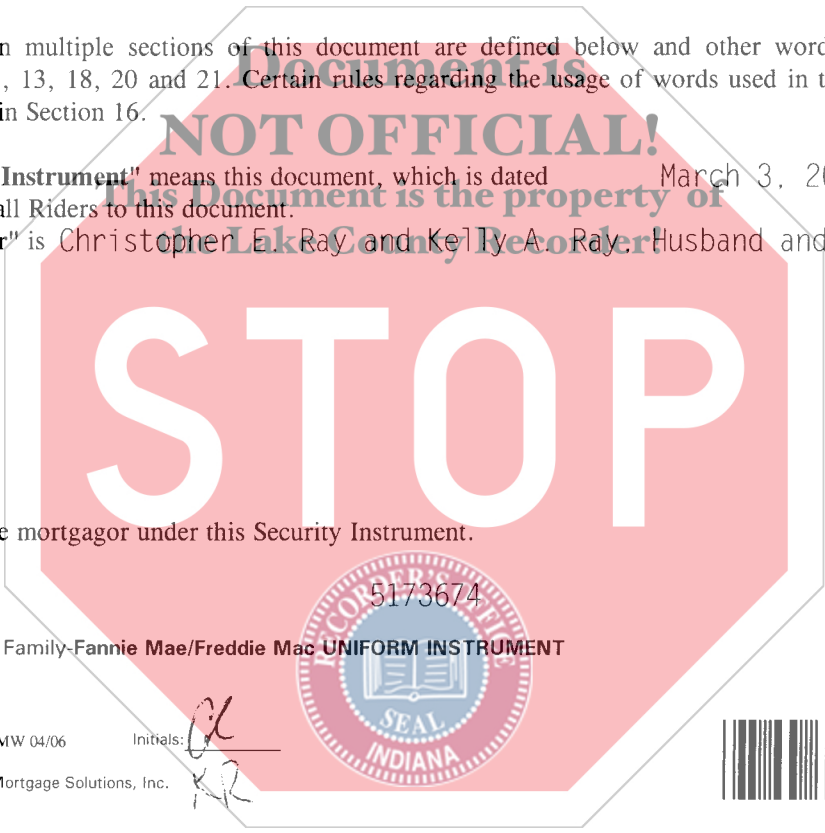 n multiple sections of this document are defined below and other word
, 13, 18, 20 and 21. Certain rules regarding the usage of words used in t
in Section 16.
Document is
NOT OFFICIAL!
This Document is the property of
the Lake County Recorder!
Instrument" means this document, which is dated March 3, 20
all Riders to this document.
r" is Christopher E. Ray and Kelly A. Ray, Husband and
STOP
e mortgagor under this Security Instrument.
5173674
RECORDER'S OFFICE
SEAL
INDIANA
Family-Fannie Mae/Freddie Mac UNIFORM INSTRUMENT
MW 04/06 Initials:
Mortgage Solutions, Inc. KR